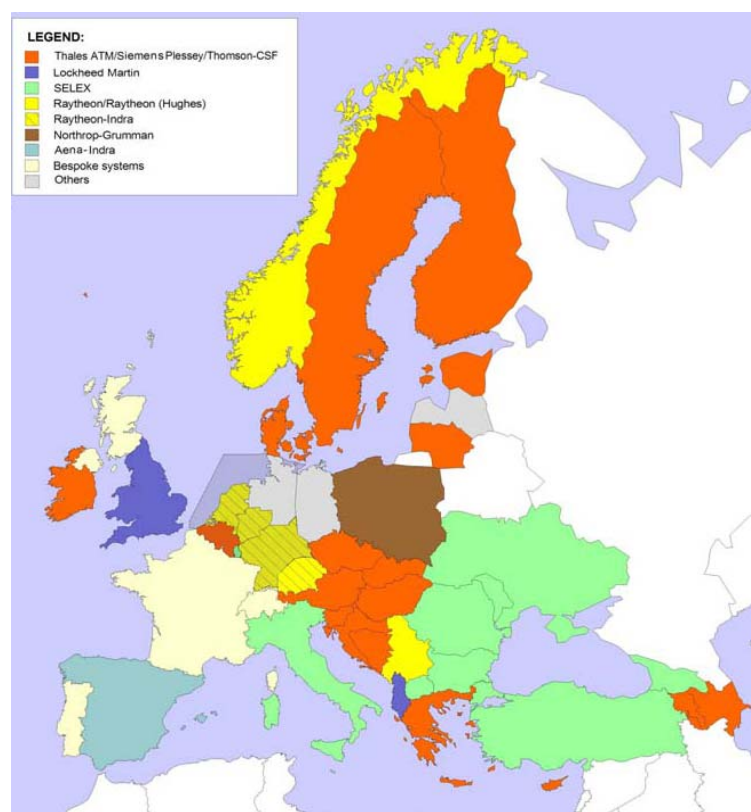 LEGEND:
Thales ATM/Siemens Plessey/Thomson-CSF
Lockheed Martin
SELEX
Raytheon/Raytheon (Hughes)
Raytheon-Indra
Northrop-Grumman
Aena-Indra
Bespoke systems
Others